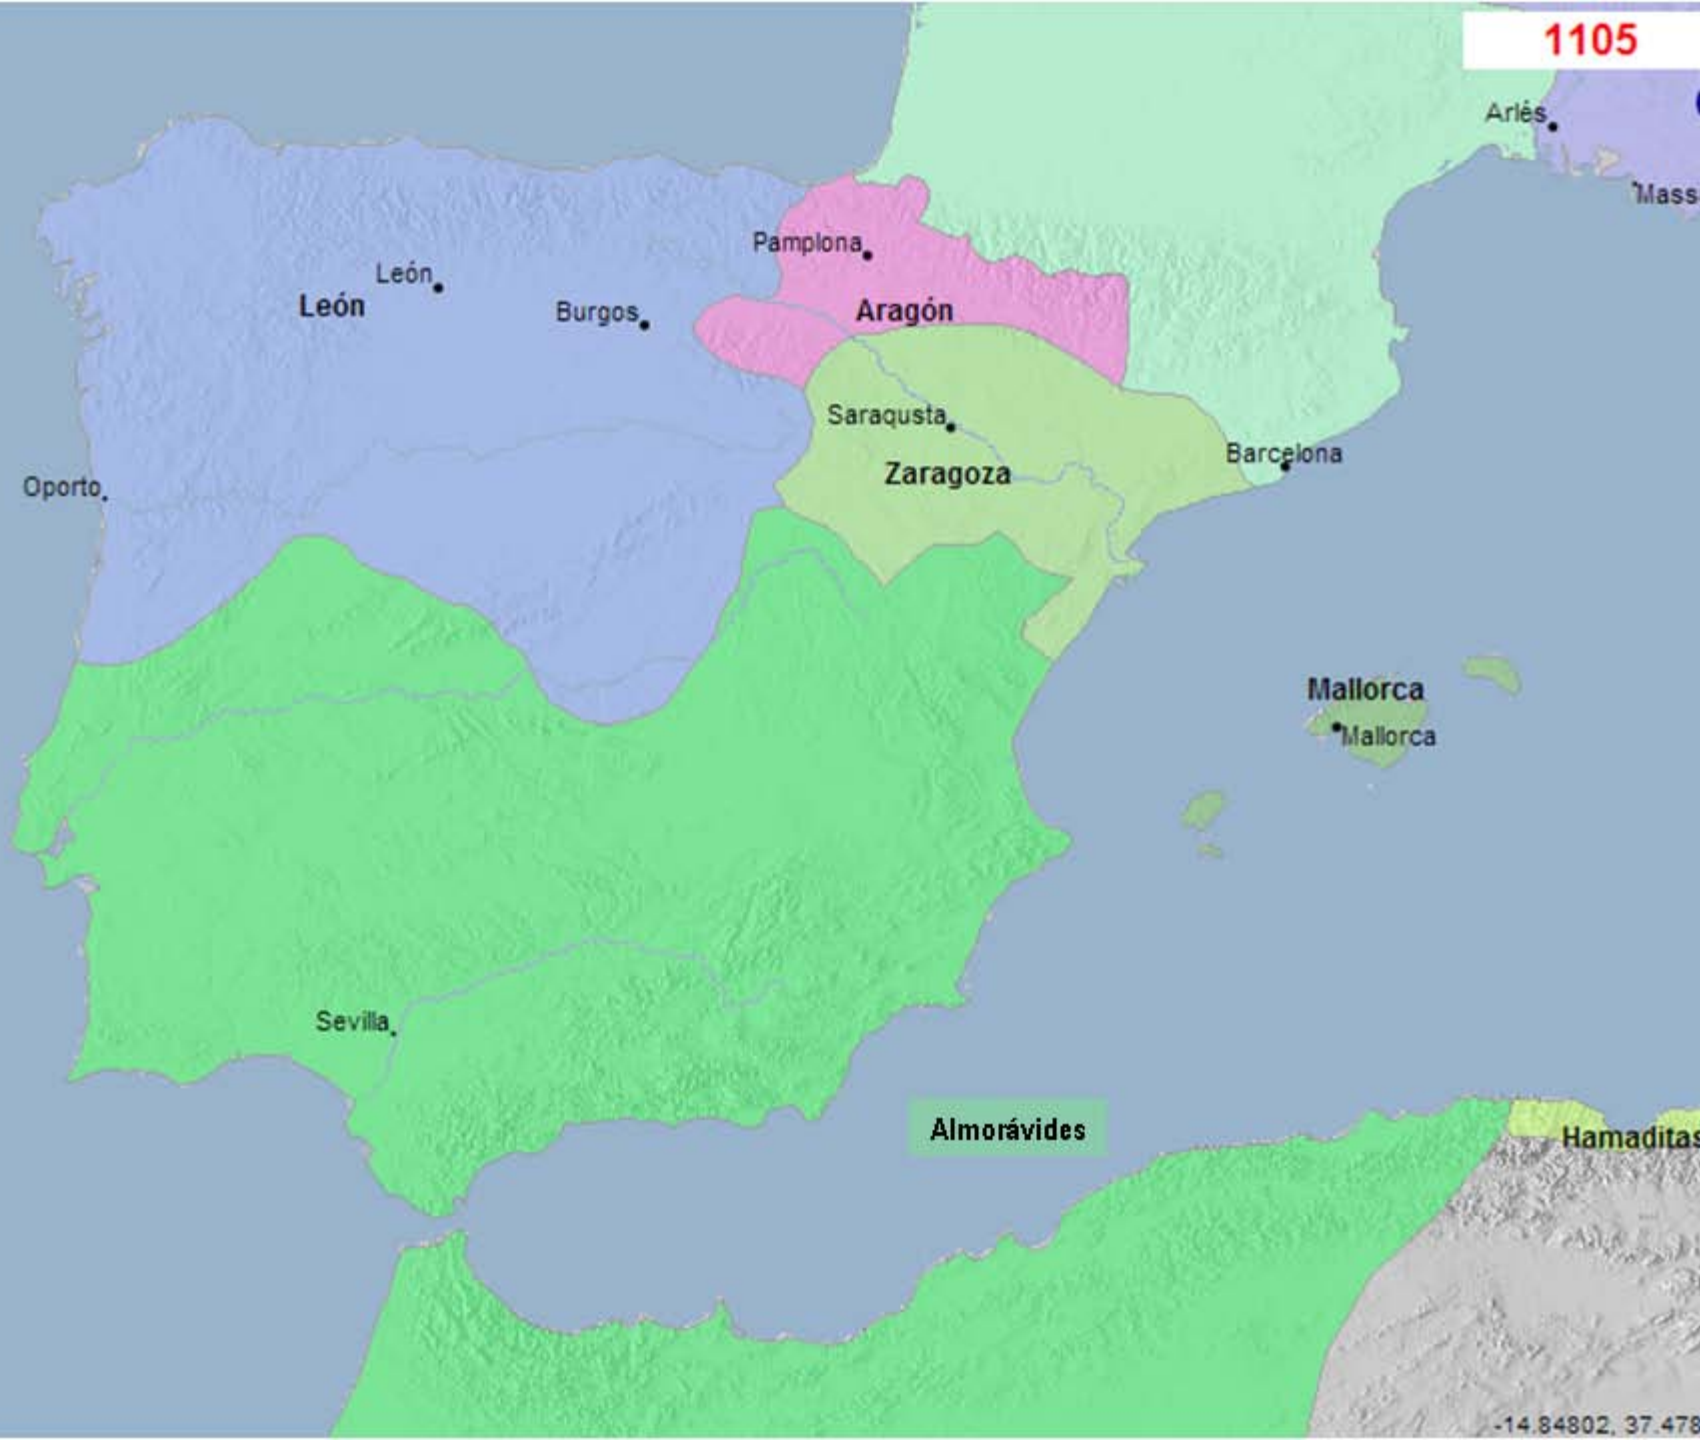 1105
Arlés
Mass
Pamplona
León
León
Burgos
Aragón
Saraqusta
Barcelona
Zaragoza
Oporto
Mallorca
Mallorca
Sevilla
Almorávides
Hamaditas
-14.84802, 37.478